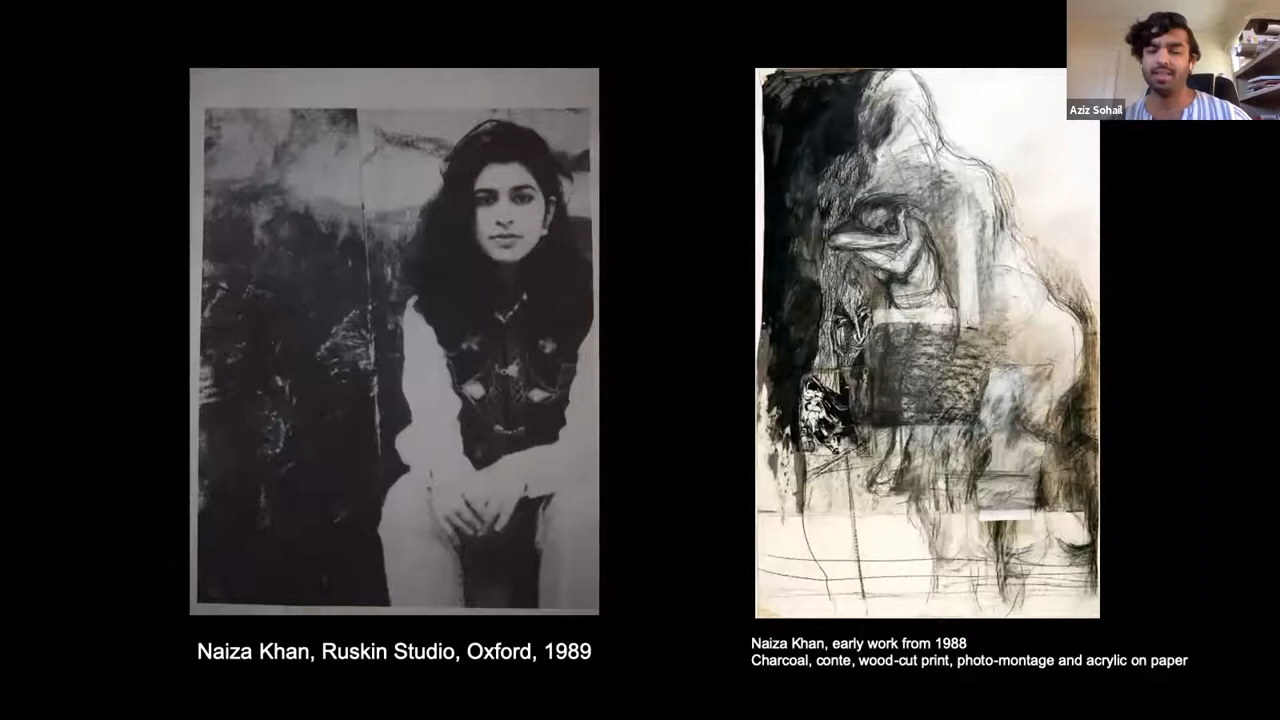 Aziz Sohail
Naiza Khan, Ruskin Studio, Oxford, 1989
Naiza Khan, early work from 1988
Charcoal, conte, wood-cut print, photo-montage and acrylic on paper